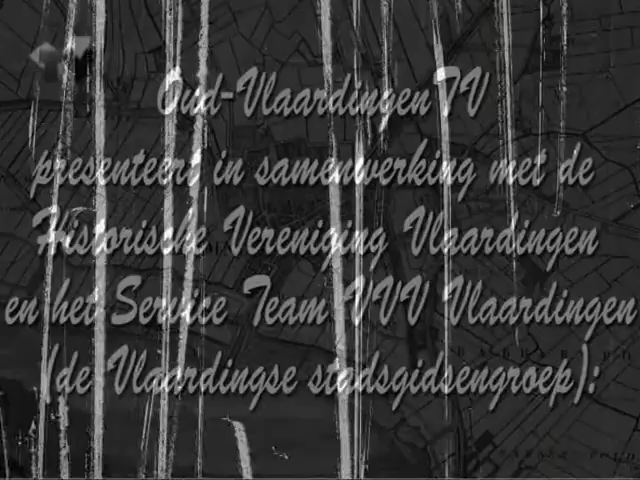 Oud-Vlaardingen TV
presenteert in samenwerking met de
Historische Vereniging Vlaardingen
en het Service Team VVV Vlaardingen
(de Vlaardingse stadsgidsengroep):